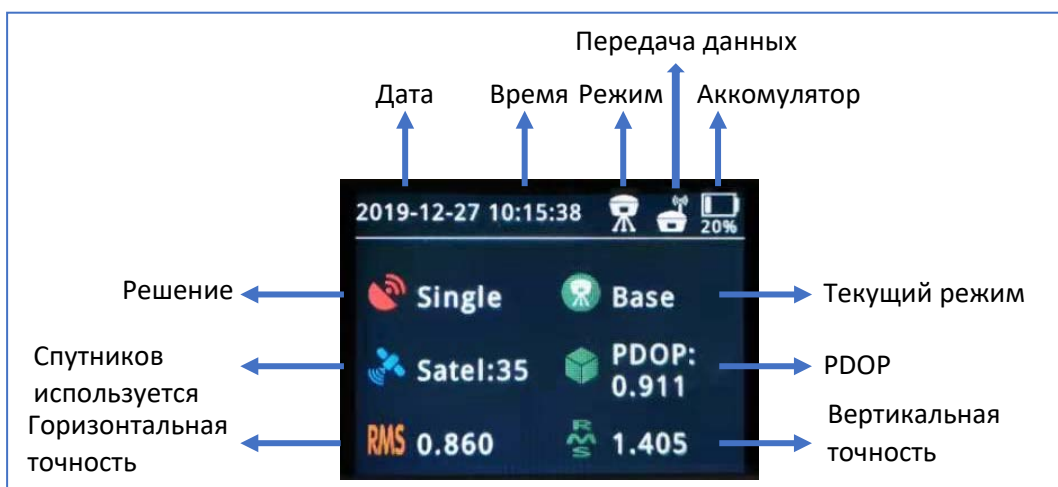 Передача данных
Дата Время Режим Аккомулятор
2019-12-27 10:15:38 20%
Решение Single Base Текущий режим
Спутников
используется
Satel:35 PDOP:
0.911
PDOP
Горизонтальная
точность
RMS 0.860 RMS 1.405
Вертикальная
точность